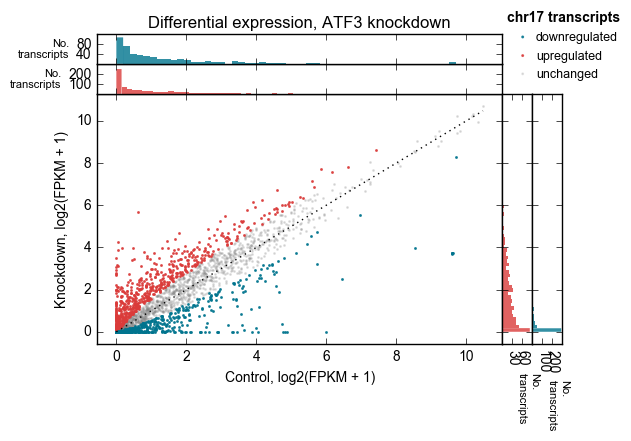 Differential expression, ATF3 knockdown
chr17 transcripts
downregulated
upregulated
unchanged
No.
transcripts
80
40
No.
transcripts
200
100
Knockdown, log2(FPKM + 1)
10
8
6
4
2
0
0 2 4 6 8 10
Control, log2(FPKM + 1)
30
60
No.
transcripts
100
200
No.
transcripts